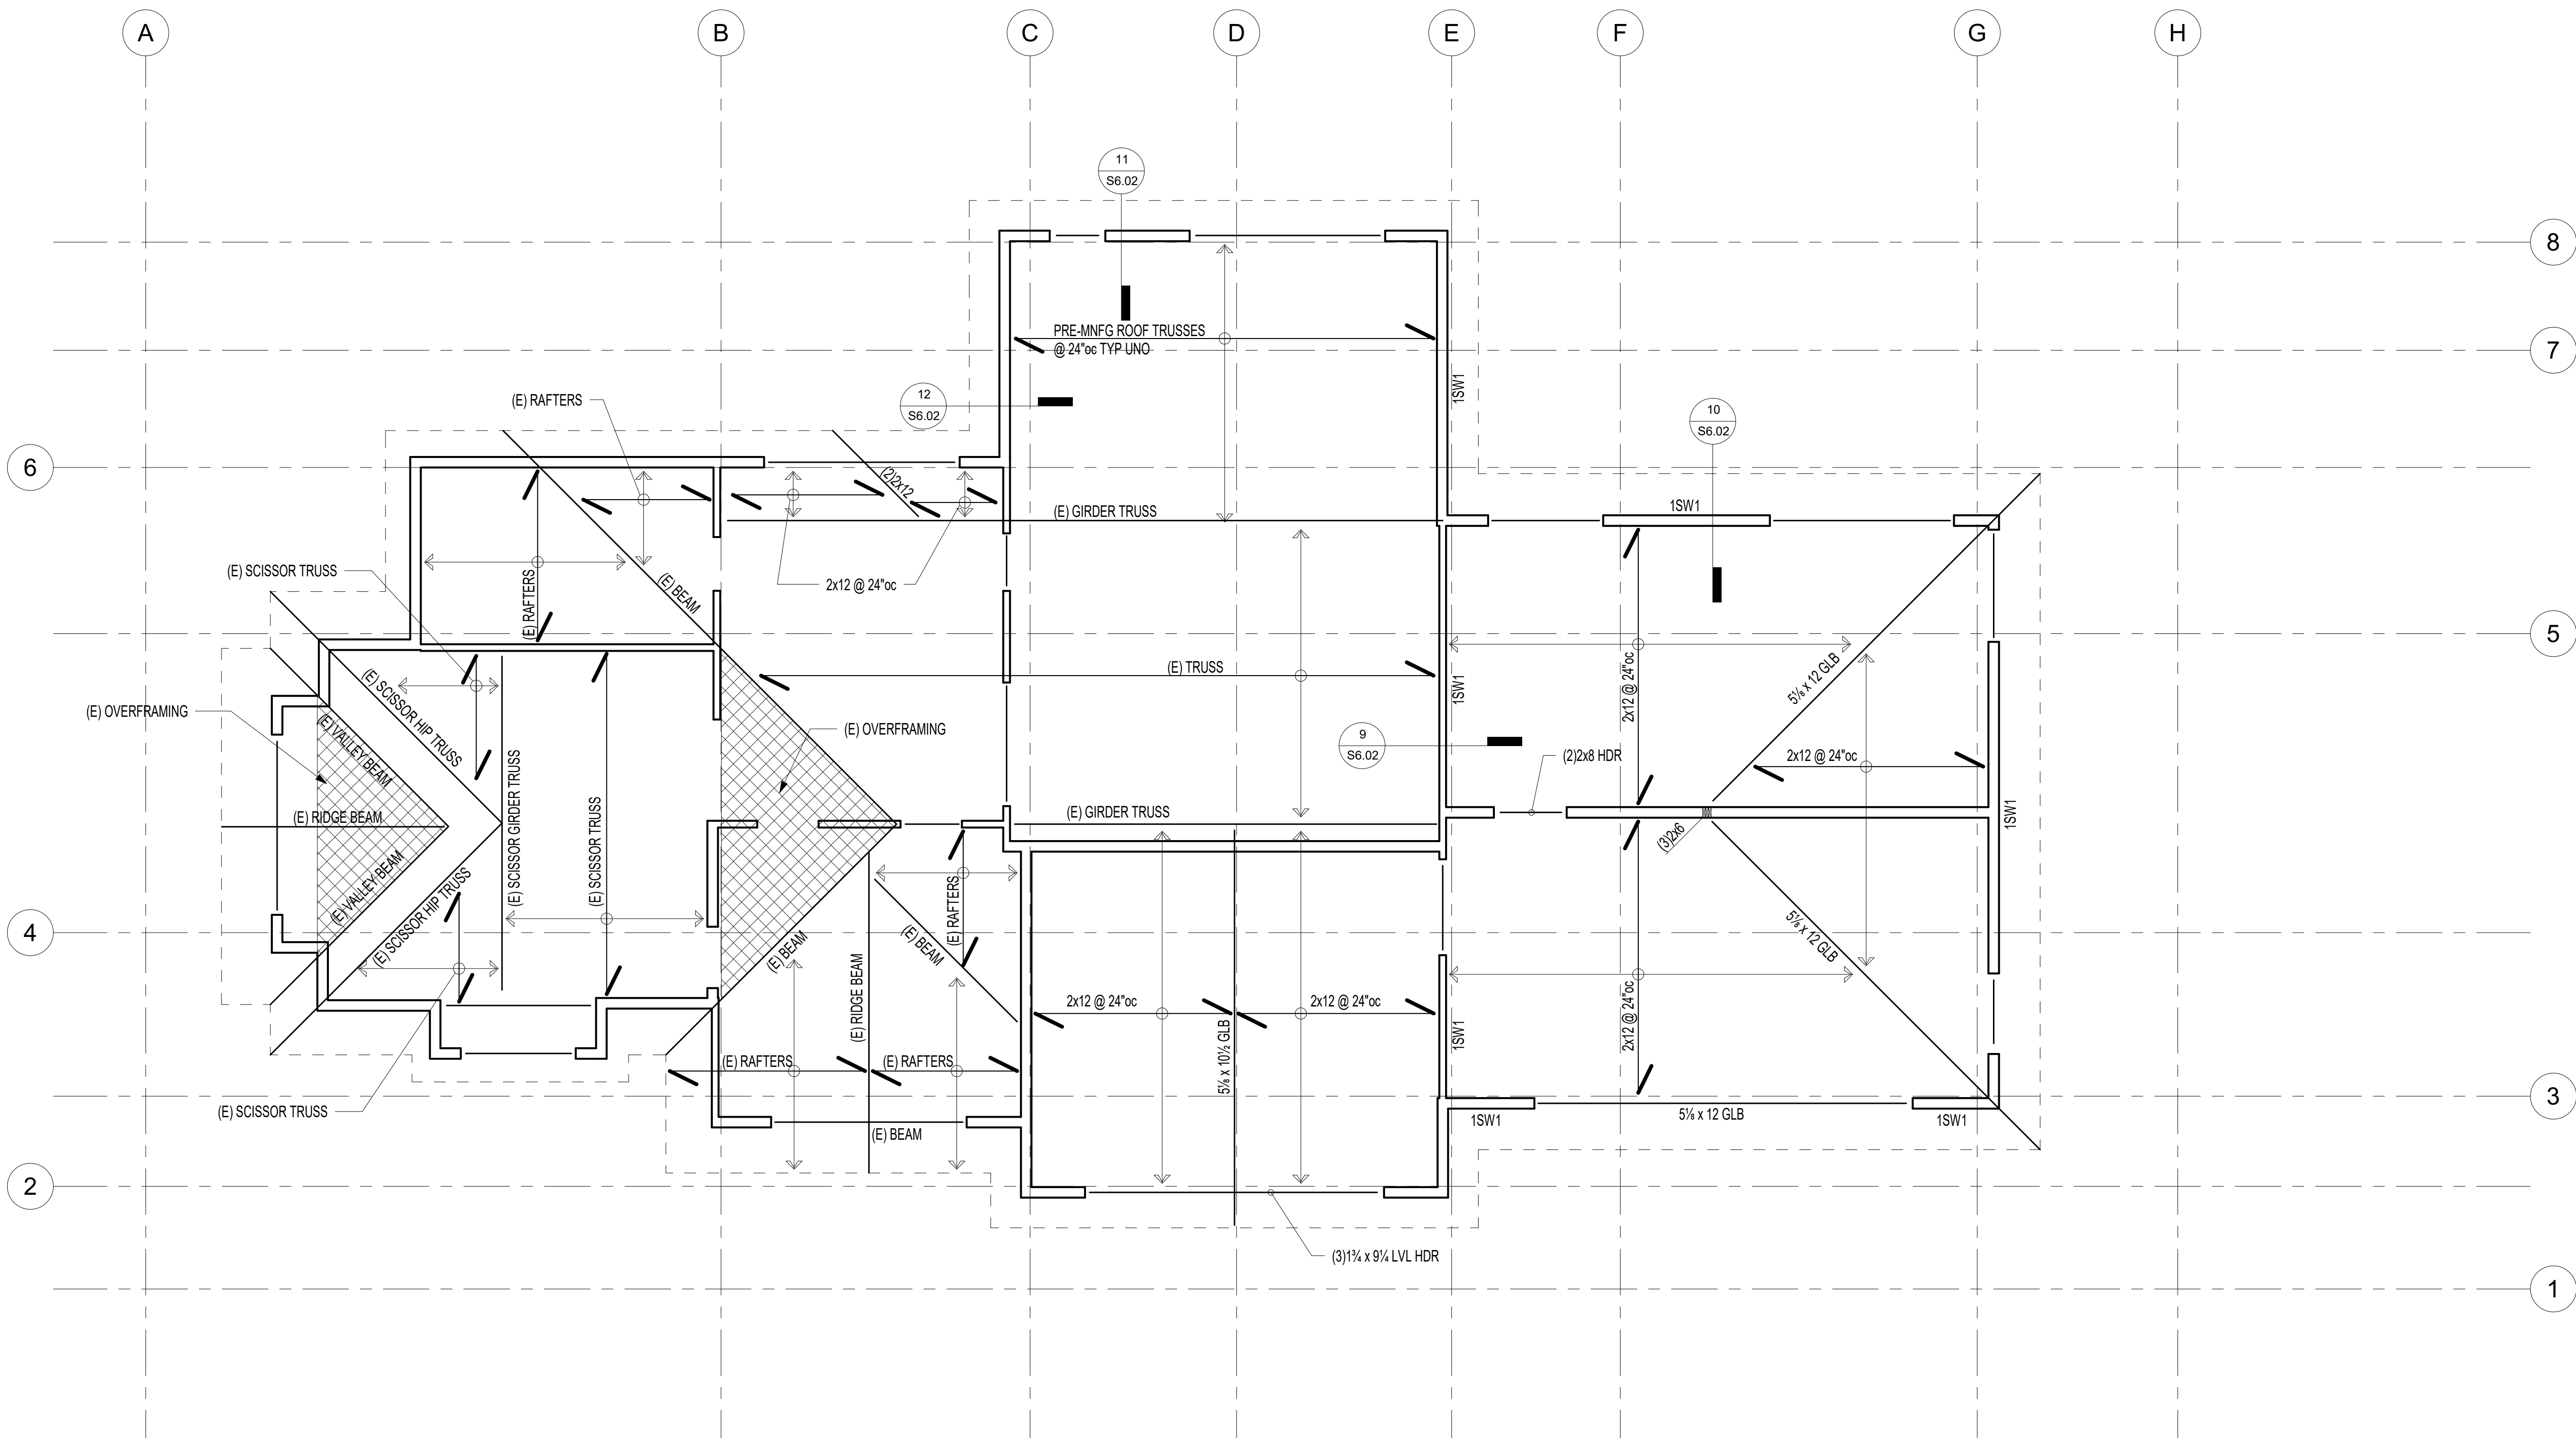 A
B
C
D
E
F
G
H
11
S6.02
8
PRE-MNFG ROOF TRUSSES
@ 24"oc TYP UNO
7
1SW1
12
S6.02
(E) RAFTERS
10
S6.02
6
(2)2x12
(E) GIRDER TRUSS
1SW1
(E) SCISSOR TRUSS
(E) RAFTERS
(E) BEAM
2x12 @ 24"oc
5
(E) TRUSS
1SW1
2x12 @ 24"oc
5⅛ x 12 GLB
(E) SCISSOR HIP TRUSS
(E) OVERFRAMING
(E) VALLEY BEAM
(E) OVERFRAMING
9
S6.02
(2)2x8 HDR
2x12 @ 24"oc
(E) SCISSOR GIRDER TRUSS
(E) SCISSOR TRUSS
(E) RIDGE BEAM
(E) GIRDER TRUSS
(3)2x6
1SW1
(E) VALLEY BEAM
(E) SCISSOR HIP TRUSS
(E) RAFTERS
4
(E) BEAM
(E) BEAM
5⅛ x 12 GLB
4
(E) RIDGE BEAM
2x12 @ 24"oc
2x12 @ 24"oc
2x12 @ 24"oc
1SW1
5⅛ x 10½ GLB
(E) RAFTERS
(E) RAFTERS
3
(E) SCISSOR TRUSS
(E) BEAM
1SW1
5⅛ x 12 GLB
1SW1
2
(3)1¾ x 9¼ LVL HDR
1